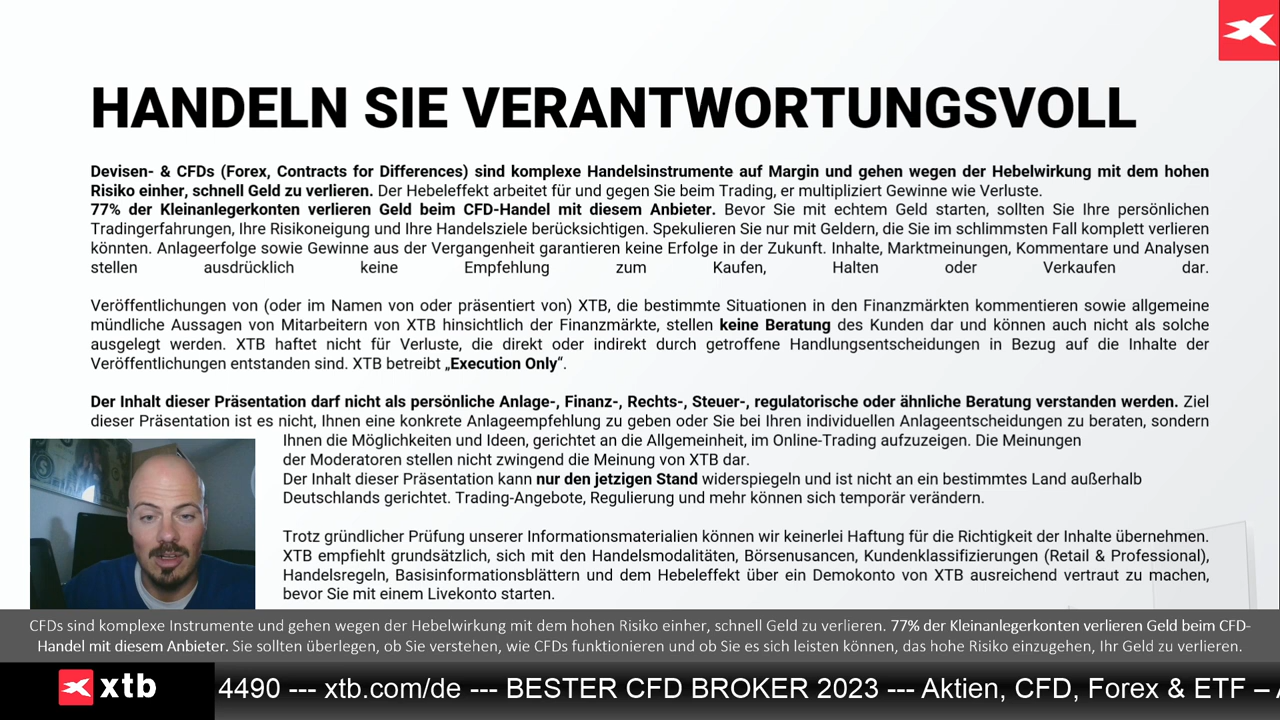 HANDELN SIE VERANTWORTUNGSVOLL
Devisen- & CFDs (Forex, Contracts for Differences) sind komplexe Handelsinstrumente auf Margin und gehen wegen der Hebelwirkung mit dem hohen
Risiko einher, schnell Geld zu verlieren. Der Hebeleffekt arbeitet für und gegen Sie beim Trading, er multipliziert Gewinne wie Verluste.
77% der Kleinanlegerkonten verlieren Geld beim CFD-Handel mit diesem Anbieter. Bevor Sie mit echtem Geld starten, sollten Sie Ihre persönlichen
Tradingerfahrungen, Ihre Risikoneigung und Ihre Handelsziele berücksichtigen. Spekulieren Sie nur mit Geldern, die Sie im schlimmsten Fall komplett verlieren
könnten. Anlageerfolge sowie Gewinne aus der Vergangenheit garantieren keine Erfolge in der Zukunft. Inhalte, Marktmeinungen, Kommentare und Analysen
stellen ausdrücklich keine Empfehlung zum Kaufen, Halten oder Verkaufen dar.
Veröffentlichungen von (oder im Namen von oder präsentiert von) XTB, die bestimmte Situationen in den Finanzmärkten kommentieren sowie allgemeine
mündliche Aussagen von Mitarbeitern von XTB hinsichtlich der Finanzmärkte, stellen keine Beratung des Kunden dar und können auch nicht als solche
ausgelegt werden. XTB haftet nicht für Verluste, die direkt oder indirekt durch getroffene Handlungsentscheidungen in Bezug auf die Inhalte der
Veröffentlichungen entstanden sind. XTB betreibt „Execution Only“.
Der Inhalt dieser Präsentation darf nicht als persönliche Anlage-, Finanz-, Rechts-, Steuer-, regulatorische oder ähnliche Beratung verstanden werden. Ziel
dieser Präsentation ist es nicht, Ihnen eine konkrete Anlageempfehlung zu geben oder Sie bei Ihren individuellen Anlageentscheidungen zu beraten, sondern
Ihnen die Möglichkeiten und Ideen, gerichtet an die Allgemeinheit, im Online-Trading aufzuzeigen. Die Meinungen
der Moderatoren stellen nicht zwingend die Meinung von XTB dar.
Der Inhalt dieser Präsentation kann nur den jetzigen Stand widerspiegeln und ist nicht an ein bestimmtes Land außerhalb
Deutschlands gerichtet. Trading-Angebote, Regulierung und mehr können sich temporär verändern.
Trotz gründlicher Prüfung unserer Informationsmaterialien können wir keinerlei Haftung für die Richtigkeit der Inhalte übernehmen.
XTB empfiehlt grundsätzlich, sich mit den Handelsmodalitäten, Börsenusancen, Kundenklassifizierungen (Retail & Professional),
Handelsregeln, Basisinformationsblättern und dem Hebeleffekt über ein Demokonto von XTB ausreichend vertraut zu machen,
bevor Sie mit einem Livekonto starten.
CFDs sind komplexe Instrumente und gehen wegen der Hebelwirkung mit dem hohen Risiko einher, schnell Geld zu verlieren. 77% der Kleinanlegerkonten verlieren Geld beim CFD-
Handel mit diesem Anbieter. Sie sollten überlegen, ob Sie verstehen, wie CFDs funktionieren und ob Sie es sich leisten können, das hohe Risiko einzugehen, Ihr Geld zu verlieren.
xtb 4490 --- xtb.com/de --- BESTER CFD BROKER 2023 --- Aktien, CFD, Forex & ETF –